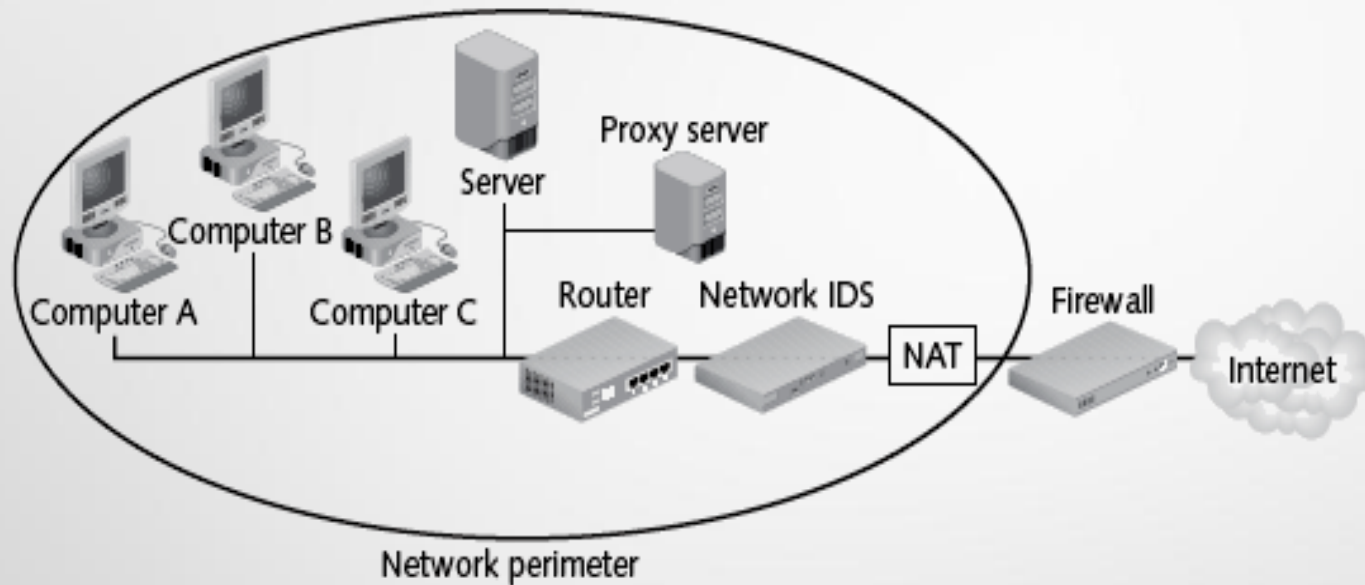 Proxy server
Server
Computer B
Computer A
Computer C
Router
Network IDS
NAT
Firewall
Internet
Network perimeter